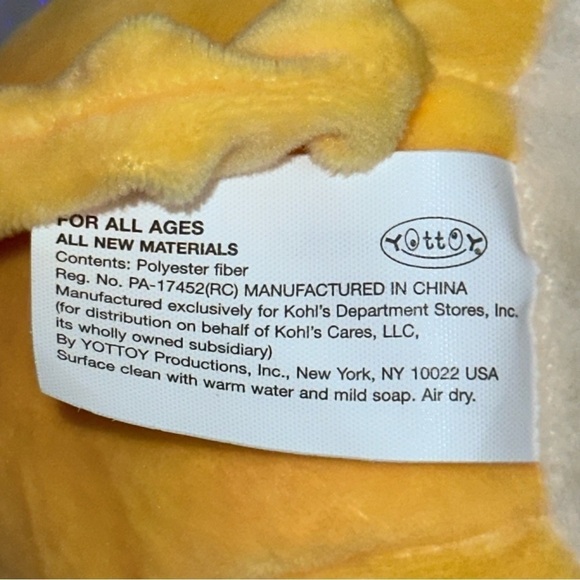 FOR ALL AGES
ALL NEW MATERIALS
YOttOY
Contents: Polyester fiber
Reg. No. PA-17452(RC) MANUFACTURED IN CHINA
Manufactured exclusively for Kohl's Department Stores, Inc.
(for distribution on behalf of Kohl's Cares, LLC,
its wholly owned subsidiary)
By YOTTOY Productions, Inc., New York, NY 10022 USA
Surface clean with warm water and mild soap. Air dry.